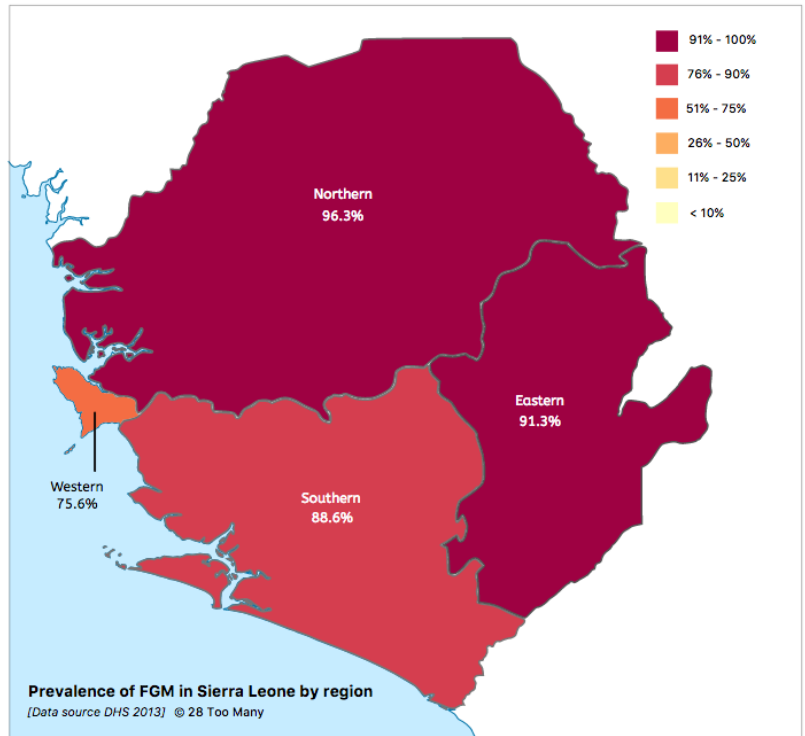 91% - 100%
76% - 90%
51% - 75%
26% - 50%
11% - 25%
< 10%
Northern
96.3%
Eastern
91.3%
Western
75.6%
Southern
88.6%
Prevalence of FGM in Sierra Leone by region
[Data source DHS 2013] © 28 Too Many